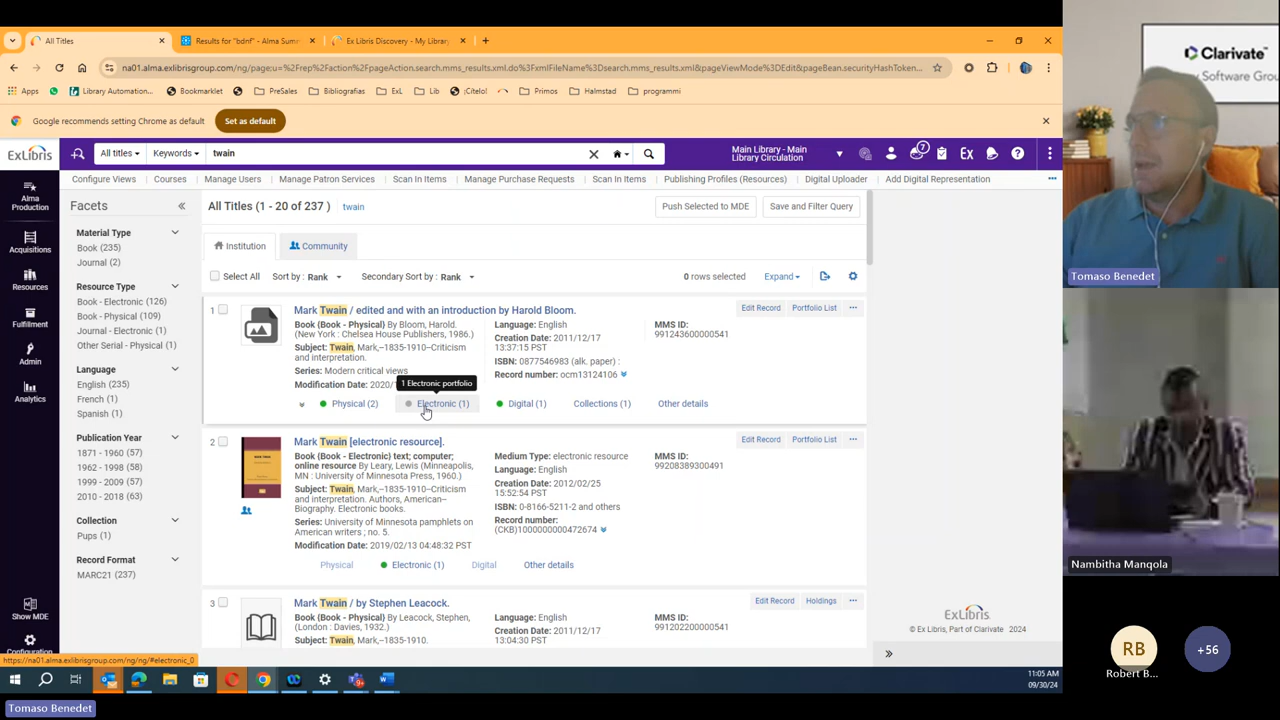 All Titles
Results for "bdnf" - Alma Sum
Ex Libris Discovery - My Library
na01.alma.exlibrisgroup.com/ng/page;u=%2Frep%2Faction%2FpageAction.search.mms_results.xml.do%3FxmlFileName%3Dsearch.mms_results.xml&pageViewMode%3DEdit&pageBean.securityHashToken...
Apps
Library Automation...
Bookmarklet
PreSales
Bibliografias
ExL
Lib
¡Cítelo!
Primos
Halmstad
programmi
Google recommends setting Chrome as default
Set as default
ExLibris
All titles
Keywords
twain
Main Library - Main
Library Circulation
7
Ex
Configure Views
Courses
Manage Users
Manage Patron Services
Scan In Items
Manage Purchase Requests
Scan In Items
Publishing Profiles (Resources)
Digital Uploader
Add Digital Representation
Alma
Production
Acquisitions
Resources
Fulfillment
Admin
Analytics
Show MDE
Configuration
Facets
Material Type
Book (235)
Journal (2)
Resource Type
Book - Electronic (126)
Book - Physical (109)
Journal - Electronic (1)
Other Serial - Physical (1)
Language
English (235)
French (1)
Spanish (1)
Publication Year
1871 - 1960 (57)
1962 - 1998 (58)
1999 - 2009 (57)
2010 - 2018 (63)
Collection
Pups (1)
Record Format
MARC21 (237)
All Titles (1 - 20 of 237 )
twain
Push Selected to MDE
Save and Filter Query
Institution
Community
Select All
Sort by : Rank
Secondary Sort by : Rank
0 rows selected
Expand
1
Mark Twain / edited and with an introduction by Harold Bloom.
Edit Record
Portfolio List
Book (Book - Physical) By Bloom, Harold.
(New York : Chelsea House Publishers, 1986.)
Subject: Twain, Mark,--1835-1910--Criticism
and interpretation.
Series: Modern critical views
Modification Date: 2020/
Language: English
Creation Date: 2011/12/17
13:37:15 PST
ISBN: 0877546983 (alk. paper) :
Record number: ocm13124106
MMS ID:
991243600000541
1 Electronic portfolio
Physical (2)
Electronic (1)
Digital (1)
Collections (1)
Other details
2
Mark Twain [electronic resource].
Edit Record
Portfolio List
Book (Book - Electronic) text; computer;
online resource By Leary, Lewis (Minneapolis,
MN : University of Minnesota Press, 1960.)
Subject: Twain, Mark,--1835-1910--Criticism
and interpretation. Authors, American--
Biography. Electronic books.
Series: University of Minnesota pamphlets on
American writers ; no. 5.
Modification Date: 2019/02/13 04:48:32 PST
Medium Type: electronic resource
Language: English
Creation Date: 2012/02/25
15:52:54 PST
ISBN: 0-8166-5211-2 and others
Record number:
(CKB)1000000000472674
MMS ID:
99208389300491
Physical
Electronic (1)
Digital
Other details
3
Mark Twain / by Stephen Leacock.
Edit Record
Holdings
Book (Book - Physical) By Leacock, Stephen,
(London : Davies, 1932.)
Subject: Twain, Mark,--1835-1910.
Language: English
Creation Date: 2011/12/17
13:04:30 PST
MMS ID:
991202200000541
ExLibris
© Ex Libris, Part of Clarivate 2024
https://na01.alma.exlibrisgroup.com/ng/ng/#electronic_0
11:05 AM
09/30/24
Tomaso Benedet
Clarivate™
y Software Grou
Tomaso Benedet
Nambitha Manqola
RB
Robert B...
+56